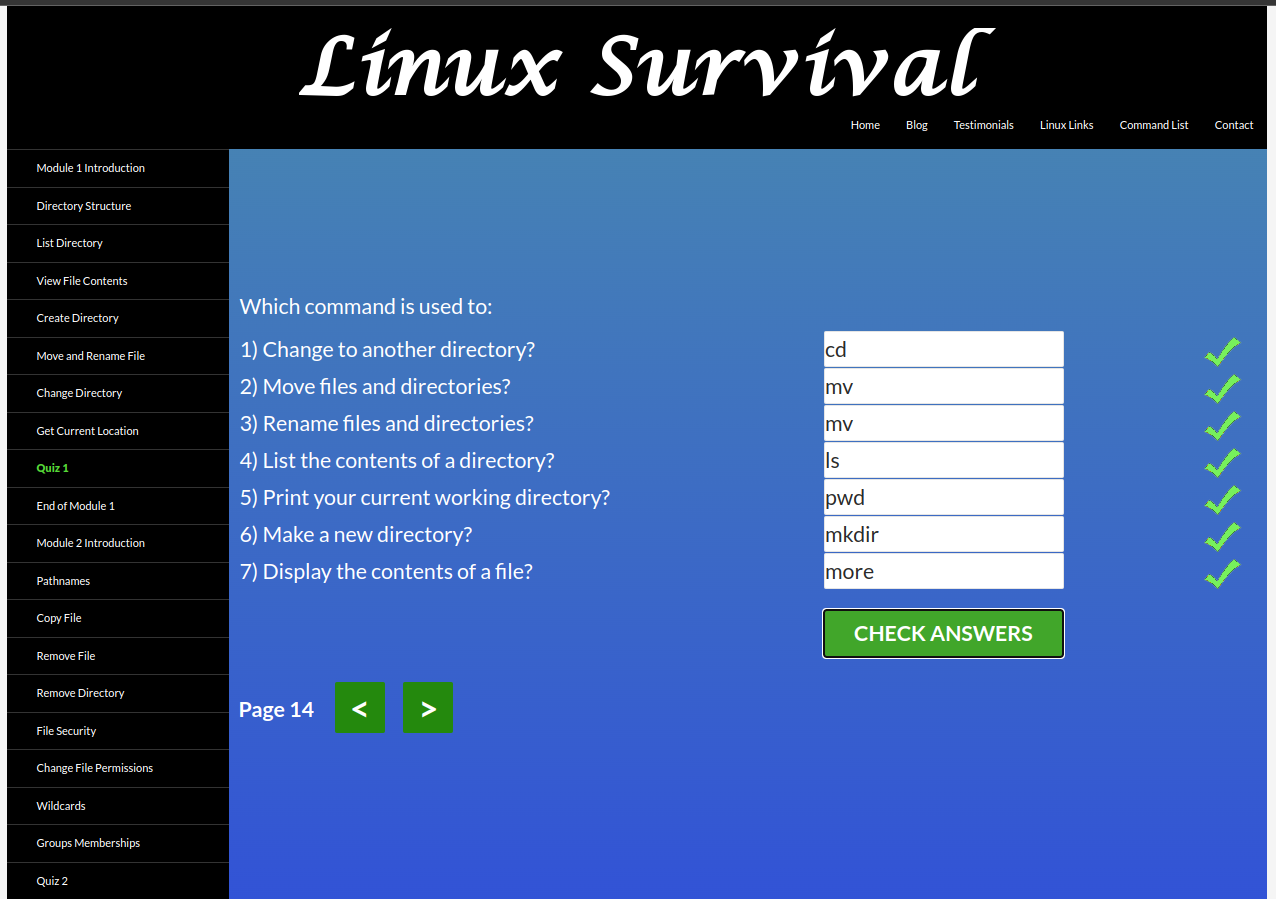 Linux Survival
Home Blog Testimonials Linux Links Command List Contact
Module 1 Introduction
Directory Structure
List Directory
View File Contents
Create Directory
Move and Rename File
Change Directory
Get Current Location
Quiz 1
End of Module 1
Module 2 Introduction
Pathnames
Copy File
Remove File
Remove Directory
File Security
Change File Permissions
Wildcards
Groups Memberships
Quiz 2
Which command is used to:
1) Change to another directory? cd
2) Move files and directories? mv
3) Rename files and directories? mv
4) List the contents of a directory? ls
5) Print your current working directory? pwd
6) Make a new directory? mkdir
7) Display the contents of a file? more
CHECK ANSWERS
Page 14 < >